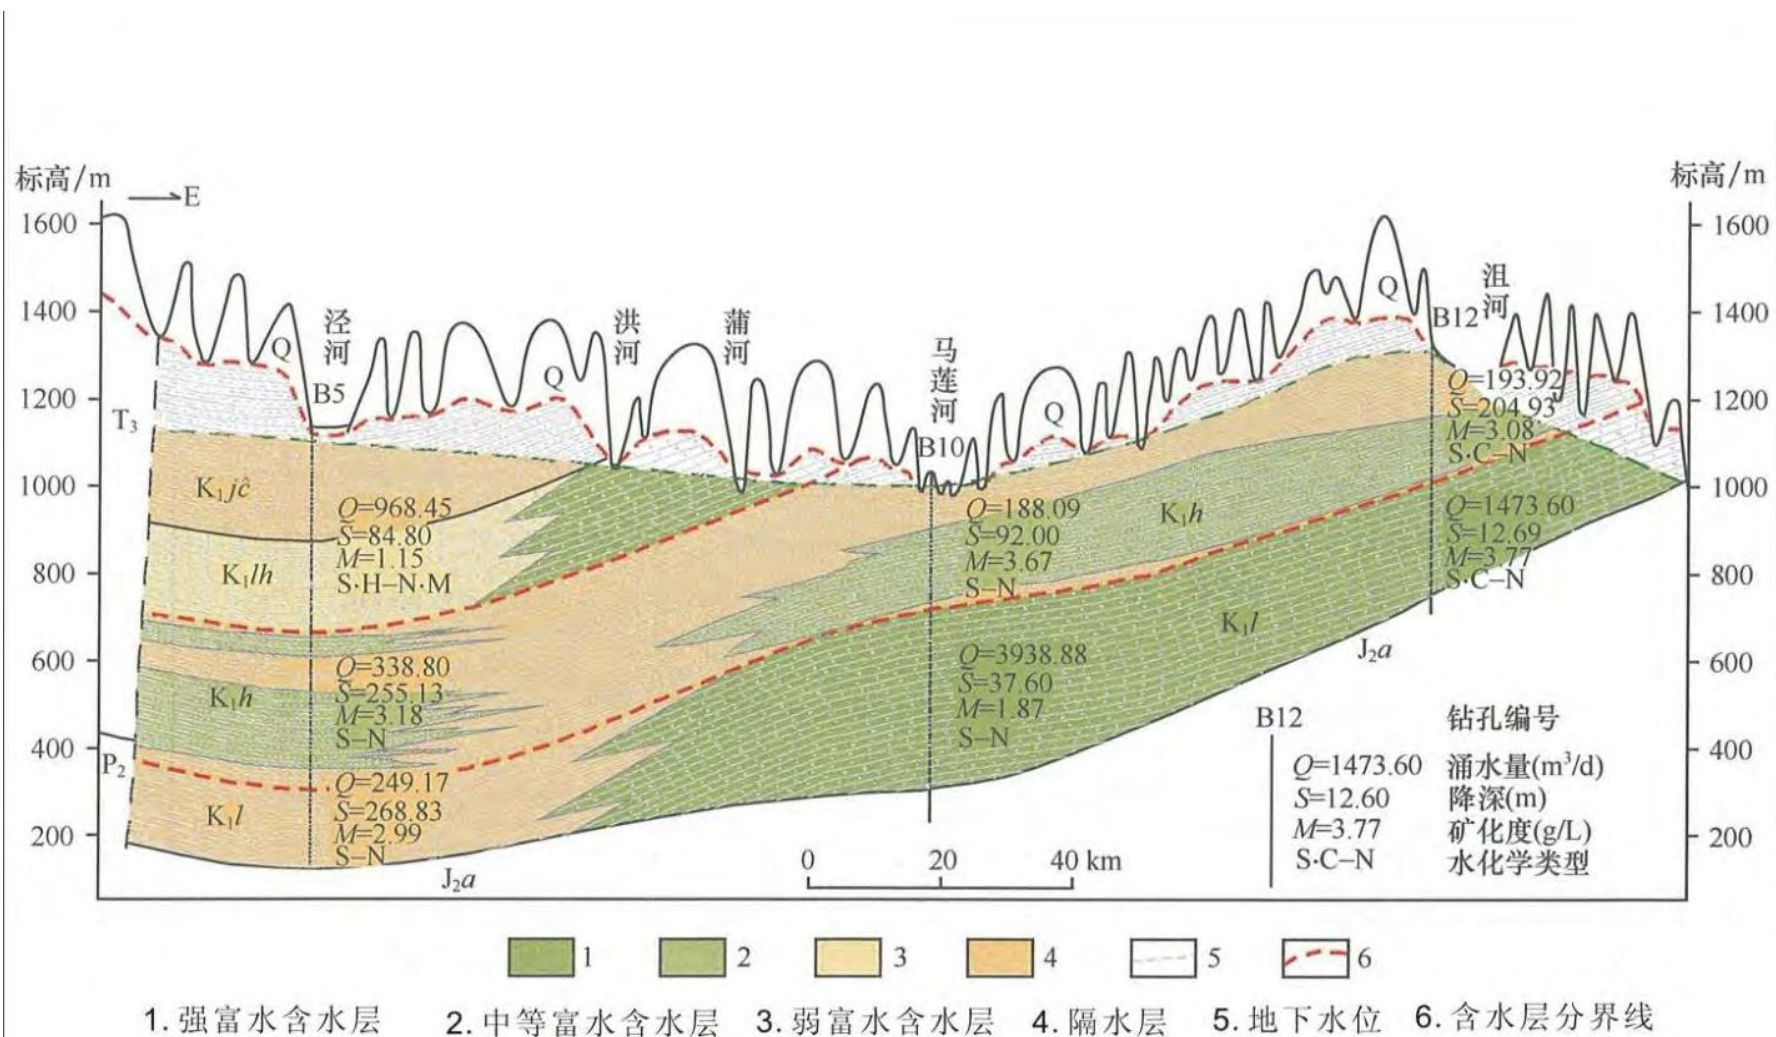 标高/m
标高/m
E
1600
1400
1200
1000
800
600
400
200
1600
1400
1200
1000
800
600
400
200
泾河
洪河
蒲河
马莲河
沮河
Q
Q
Q
Q
B5
B10
B12
T₃
P₂
K₁jĉ
K₁lh
K₁h
K₁l
K₁h
K₁l
J₂a
J₂a
Q=968.45
S=84.80
M=1.15
S·H–N·M
Q=338.80
S=255.13
M=3.18
S–N
Q=249.17
S=268.83
M=2.99
S–N
Q=188.09
S=92.00
M=3.67
S–N
Q=3938.88
S=37.60
M=1.87
S–N
Q=193.92
S=204.93
M=3.08
S·C–N
Q=1473.60
S=12.69
M=3.77
S·C–N
B12 钻孔编号
Q=1473.60 涌水量(m³/d)
S=12.60 降深(m)
M=3.77 矿化度(g/L)
S·C–N 水化学类型
0 20 40 km
1 2 3 4 5 6
1.强富水含水层 2.中等富水含水层 3.弱富水含水层 4.隔水层 5.地下水位 6.含水层分界线